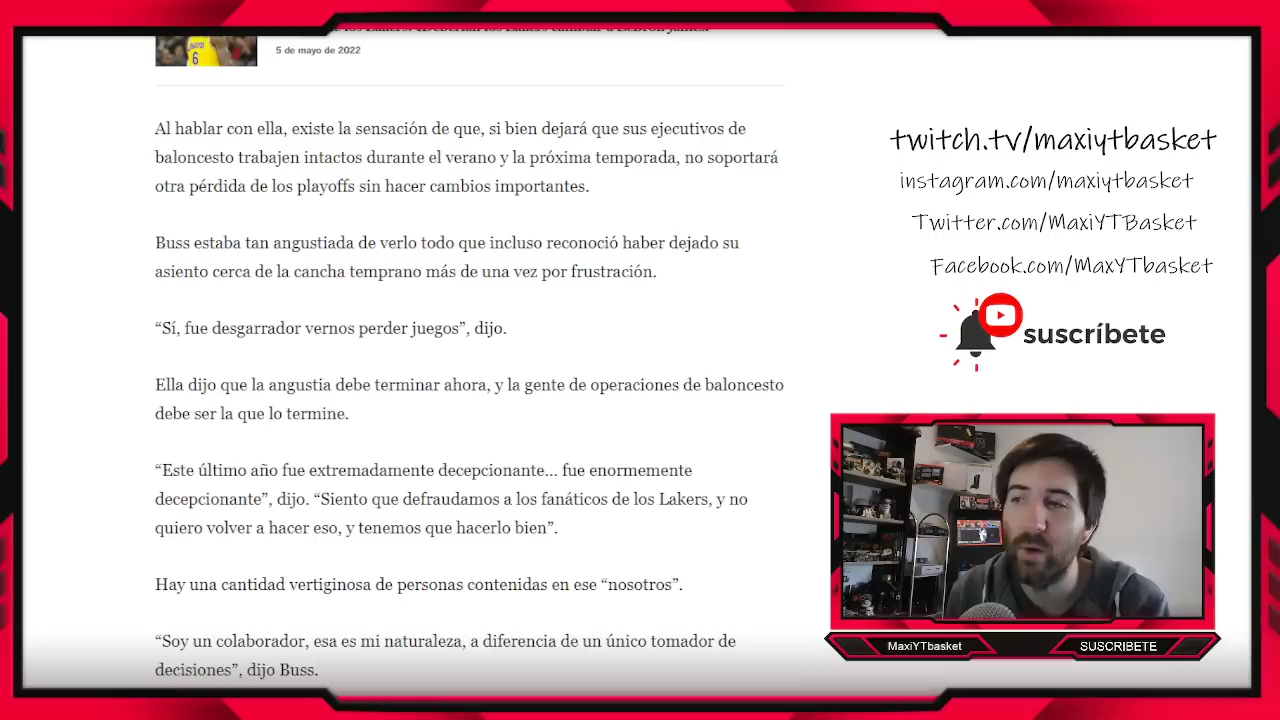 5 de mayo de 2022
Al hablar con ella, existe la sensación de que, si bien dejará que sus ejecutivos de
baloncesto trabajen intactos durante el verano y la próxima temporada, no soportará
otra pérdida de los playoffs sin hacer cambios importantes.
Buss estaba tan angustiada de verlo todo que incluso reconoció haber dejado su
asiento cerca de la cancha temprano más de una vez por frustración.
“Sí, fue desgarrador vernos perder juegos”, dijo.
Ella dijo que la angustia debe terminar ahora, y la gente de operaciones de baloncesto
debe ser la que lo termine.
“Este último año fue extremadamente decepcionante... fue enormemente
decepcionante”, dijo. “Siento que defraudamos a los fanáticos de los Lakers, y no
quiero volver a hacer eso, y tenemos que hacerlo bien”.
Hay una cantidad vertiginosa de personas contenidas en ese “nosotros”.
“Soy un colaborador, esa es mi naturaleza, a diferencia de un único tomador de
decisiones”, dijo Buss.
twitch.tv/maxiytbasket
instagram.com/maxiytbasket
Twitter.com/MaxiYTBasket
Facebook.com/MaxYTbasket
suscríbete
MaxiYTbasket
SUSCRIBETE
6